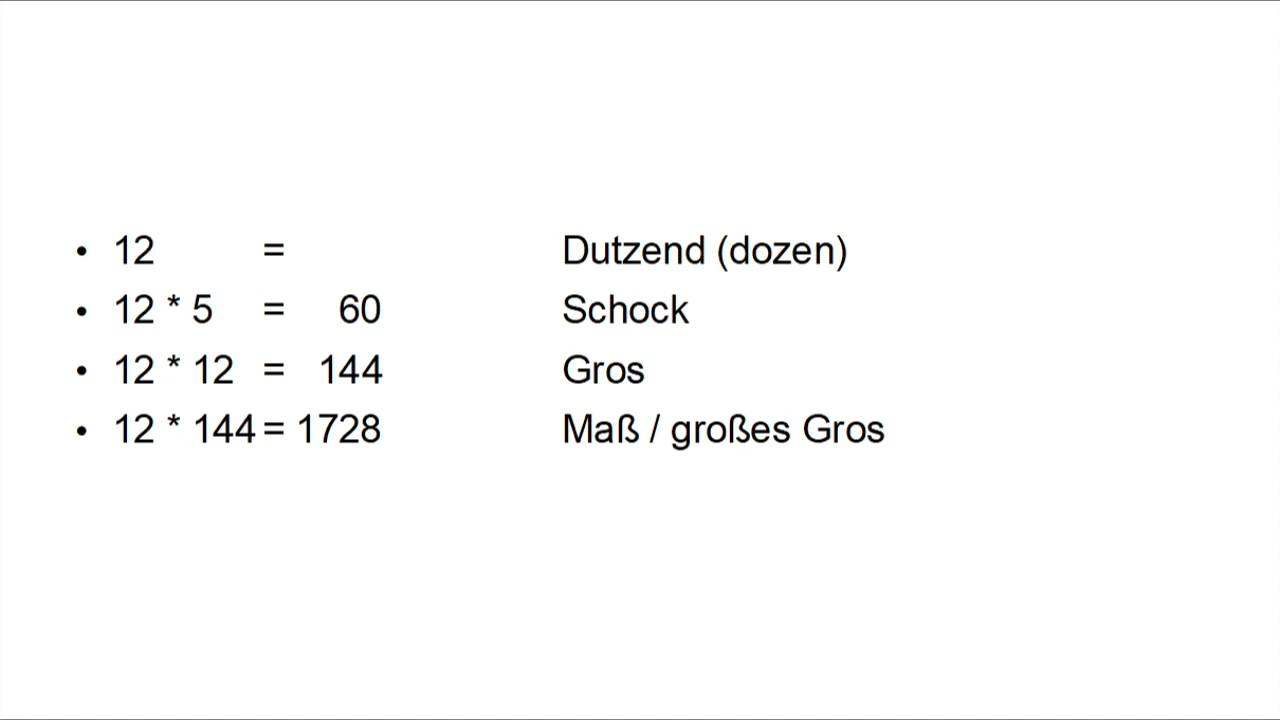 • 12 = Dutzend (dozen)
• 12 * 5 = 60 Schock
• 12 * 12 = 144 Gros
• 12 * 144 = 1728 Maß / großes Gros